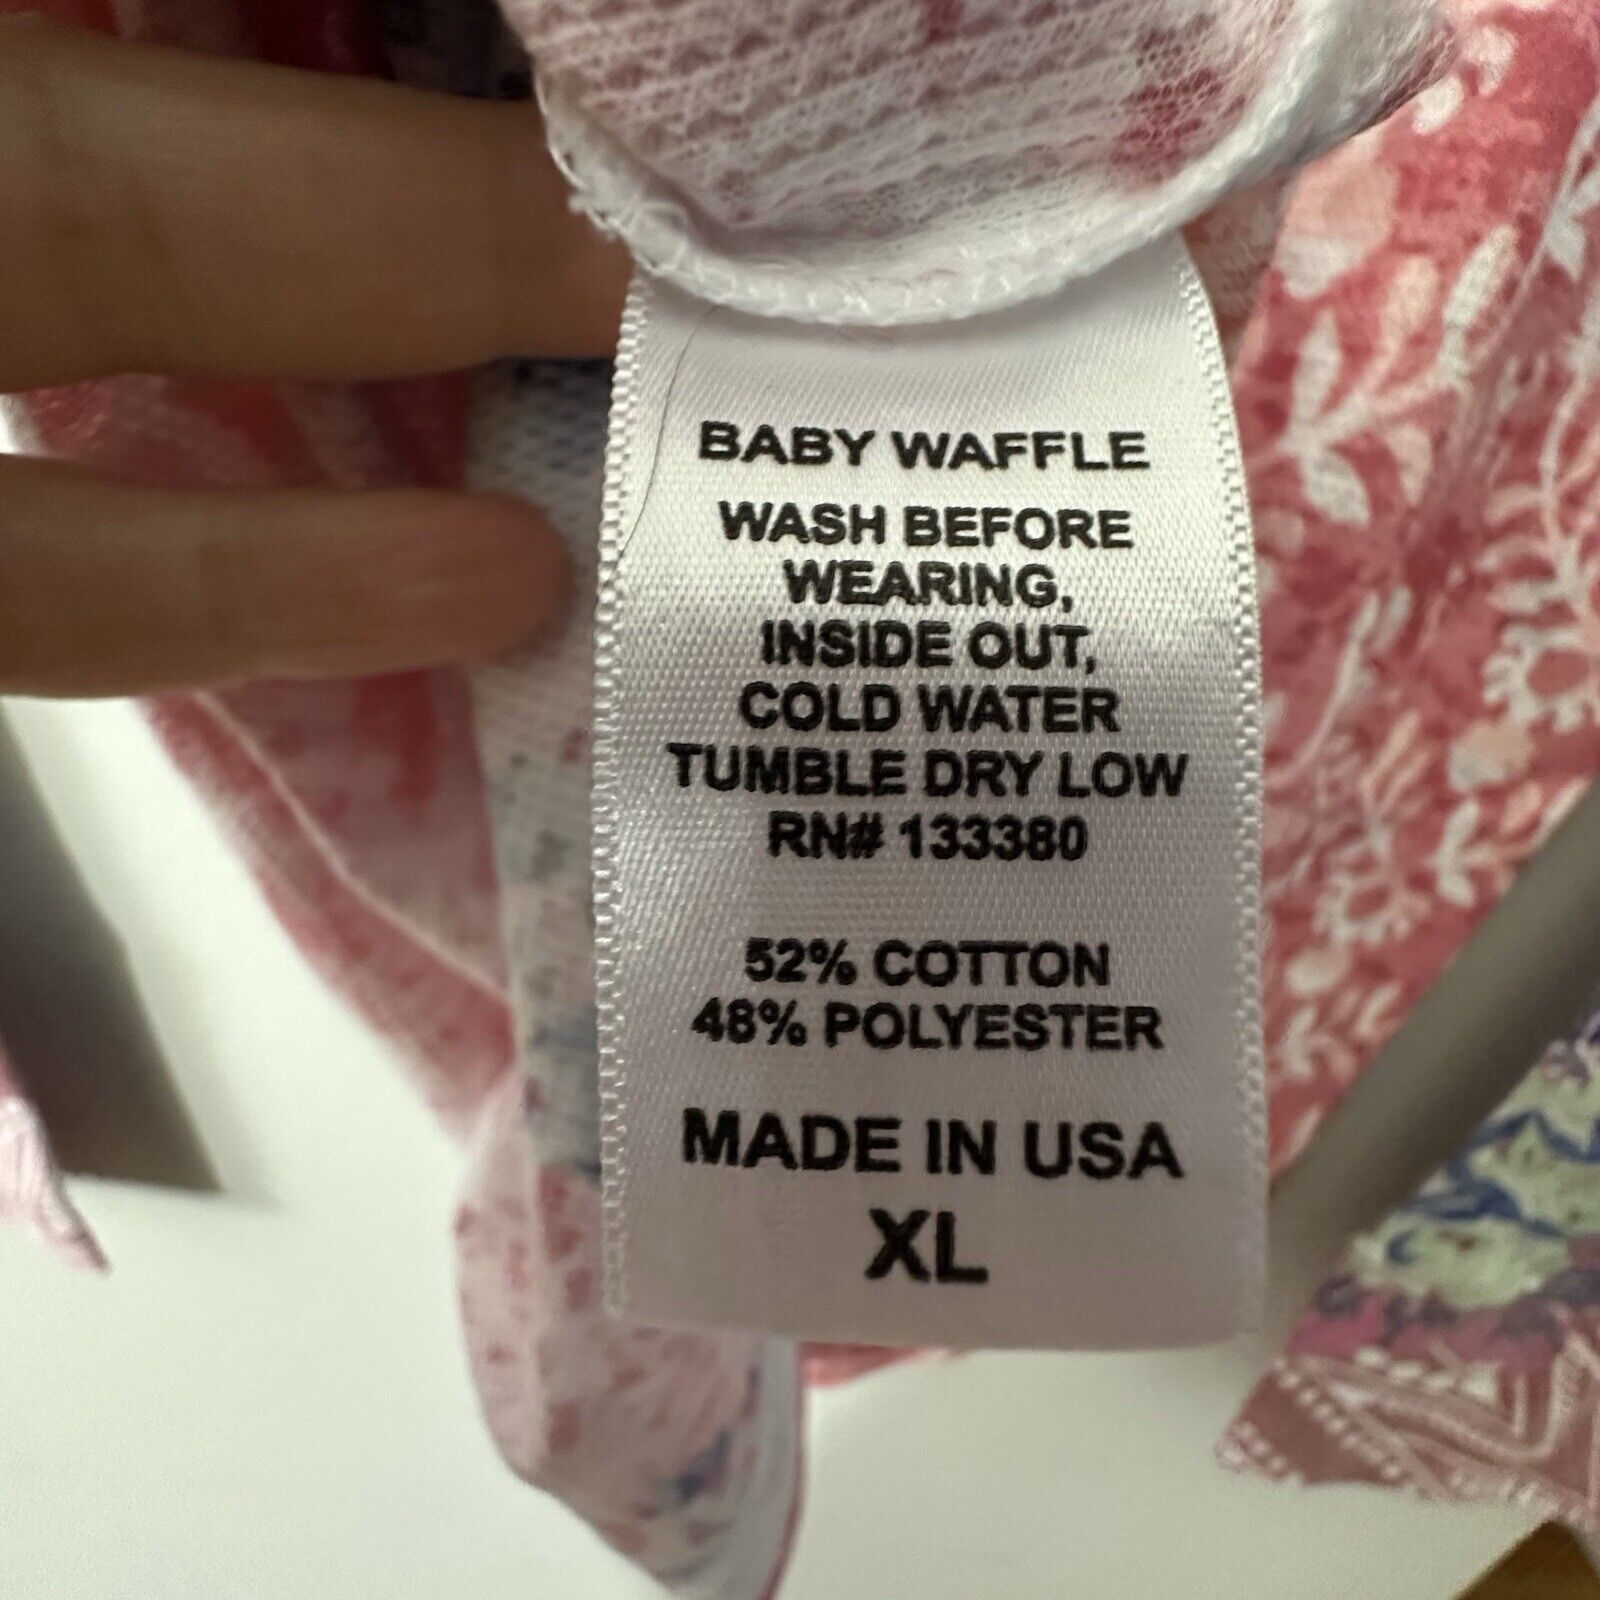 BABY WAFFLE
WASH BEFORE
WEARING,
INSIDE OUT,
COLD WATER
TUMBLE DRY LOW
RN# 133380
52% COTTON
48% POLYESTER
MADE IN USA
XL